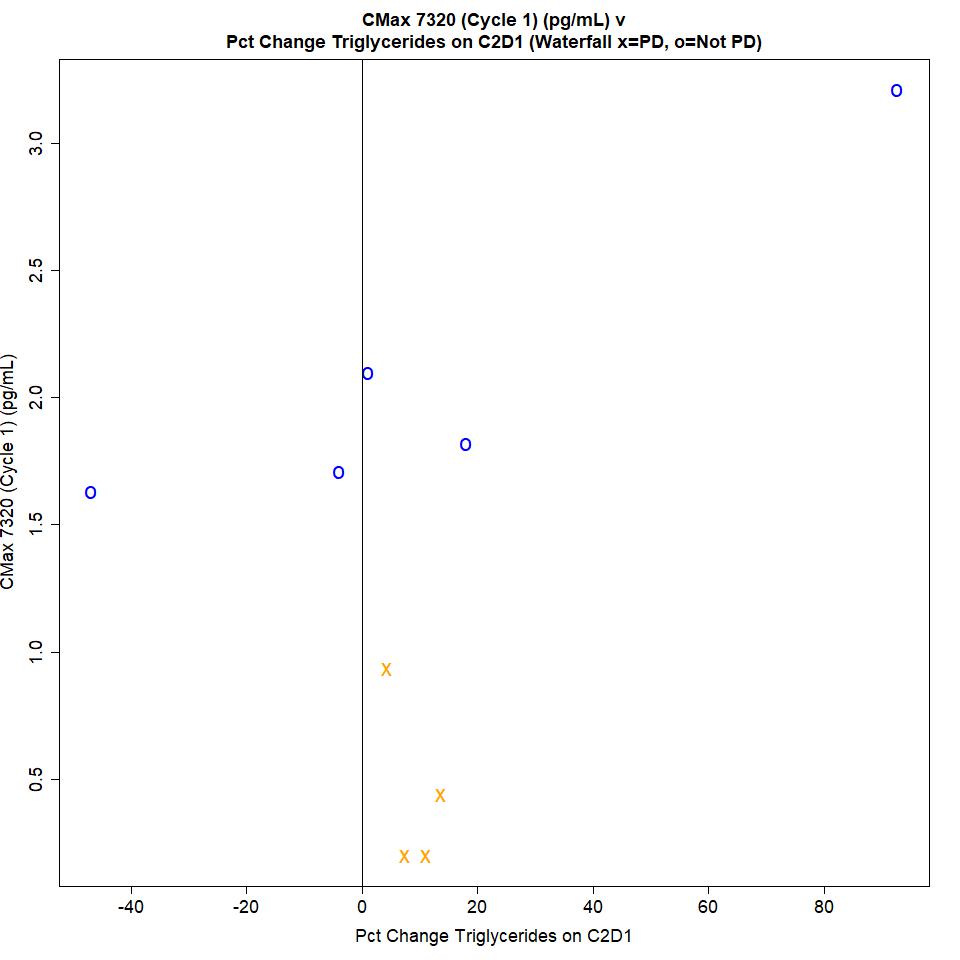 CMax 7320 (Cycle 1) (pg/mL) v
Pct Change Triglycerides on C2D1 (Waterfall x=PD, o=Not PD)
CMax 7320 (Cycle 1) (pg/mL)
3.0
2.5
2.0
1.5
1.0
0.5
o
o
o
o
o
x
x
x x
-40 -20 0 20 40 60 80
Pct Change Triglycerides on C2D1